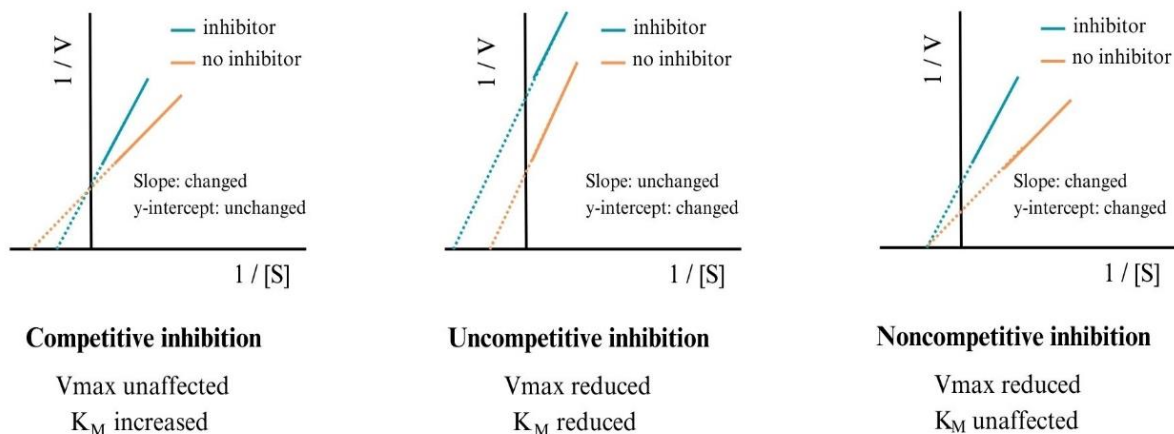 1 / V
inhibitor
no inhibitor
Slope: changed
y-intercept: unchanged
1 / [S]
Competitive inhibition
Vmax unaffected
KM increased
1 / V
inhibitor
no inhibitor
Slope: unchanged
y-intercept: changed
1 / [S]
Uncompetitive inhibition
Vmax reduced
KM reduced
1 / V
inhibitor
no inhibitor
Slope: changed
y-intercept: changed
1 / [S]
Noncompetitive inhibition
Vmax reduced
KM unaffected